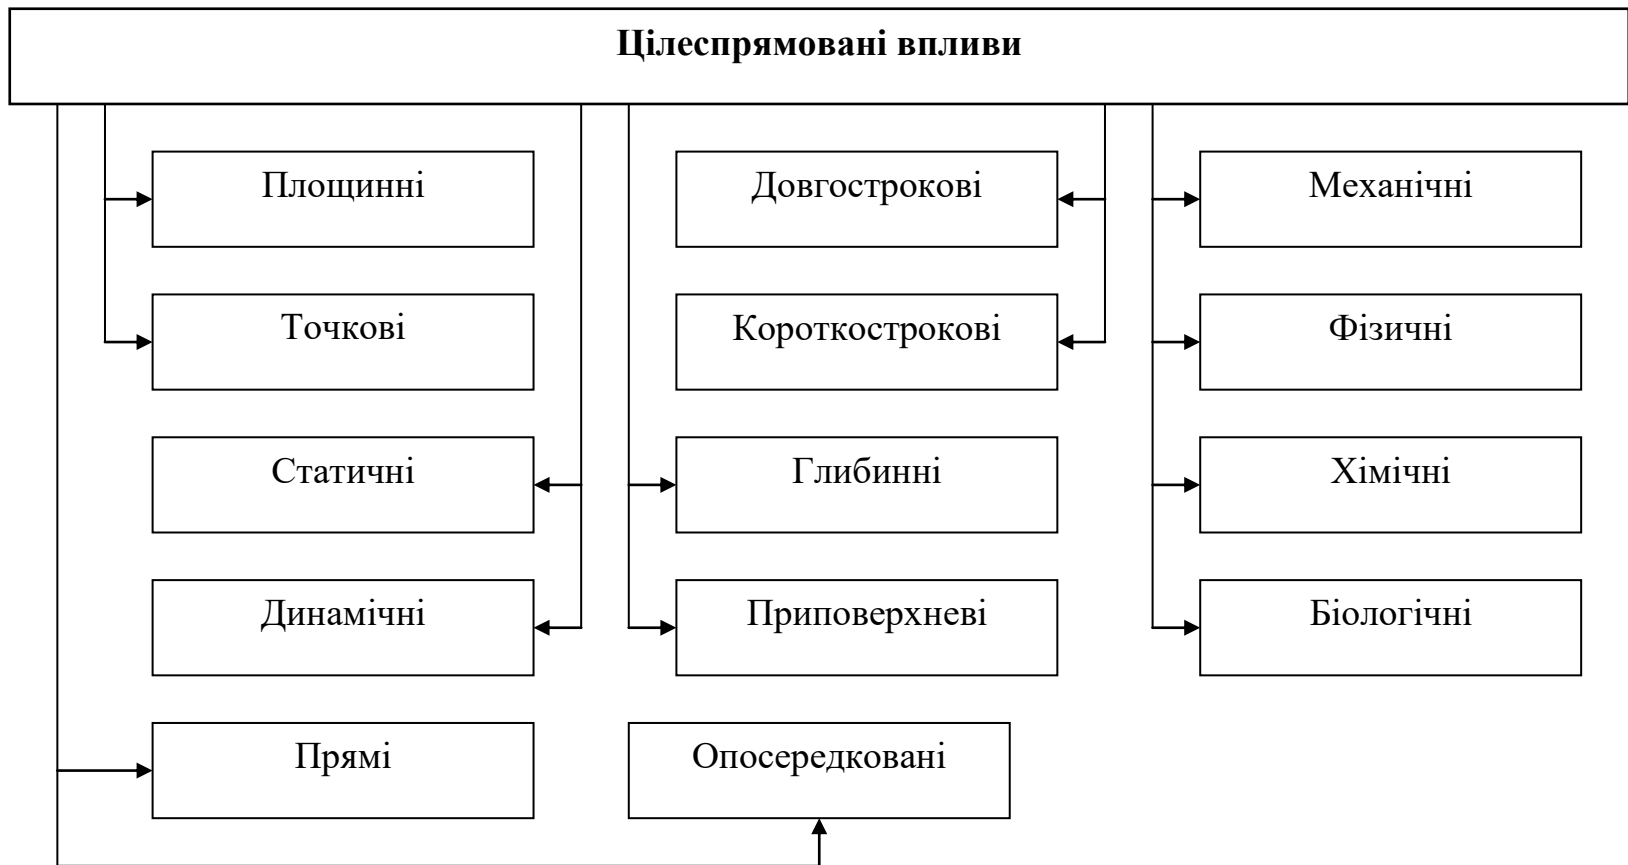 Цілеспрямовані впливи
Площинні
Довгострокові
Механічні
Точкові
Короткострокові
Фізичні
Статичні
Глибинні
Хімічні
Динамічні
Приповерхневі
Біологічні
Прямі
Опосередковані